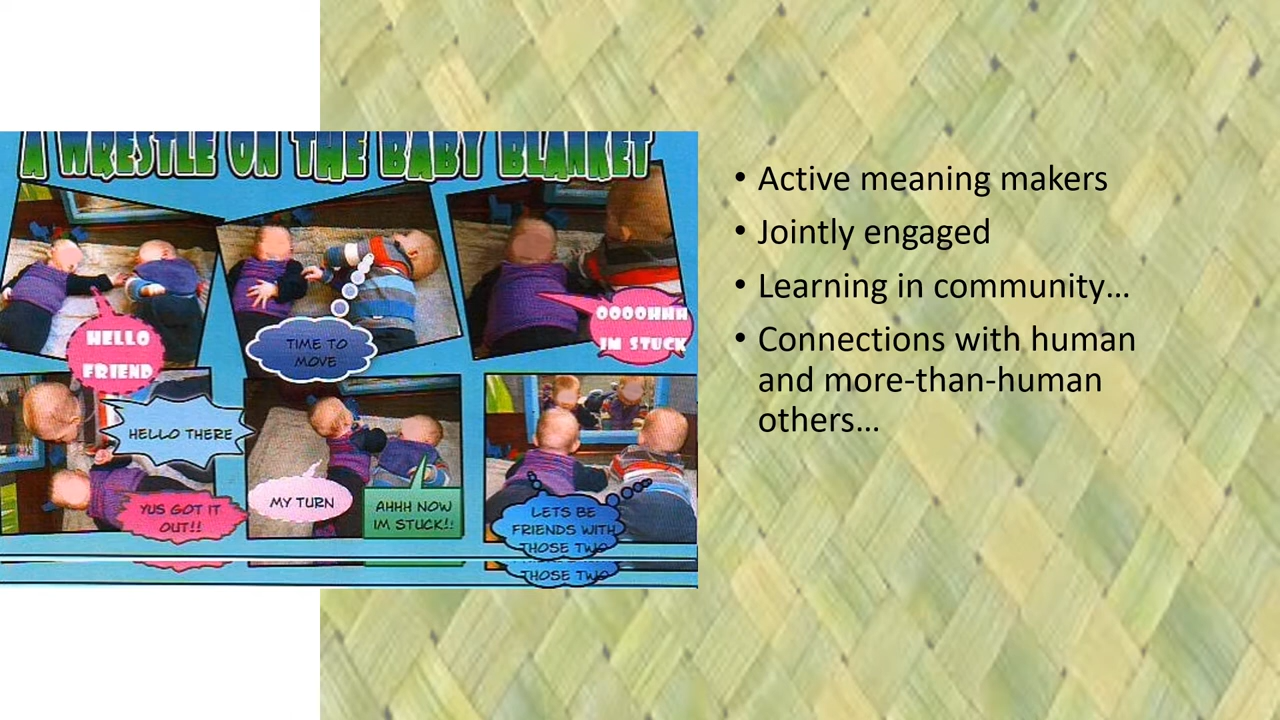 A WRESTLE ON THE BABY BLANKET
HELLO
FRIEND
TIME TO
MOVE
OOOOHHH
IM STUCK
HELLO THERE
YUS GOT IT
OUT!!
MY TURN
AHHH NOW
IM STUCK!!
LETS BE
FRIENDS WITH
THOSE TWO
THOSE TWO
• Active meaning makers
• Jointly engaged
• Learning in community…
• Connections with human
and more-than-human
others…